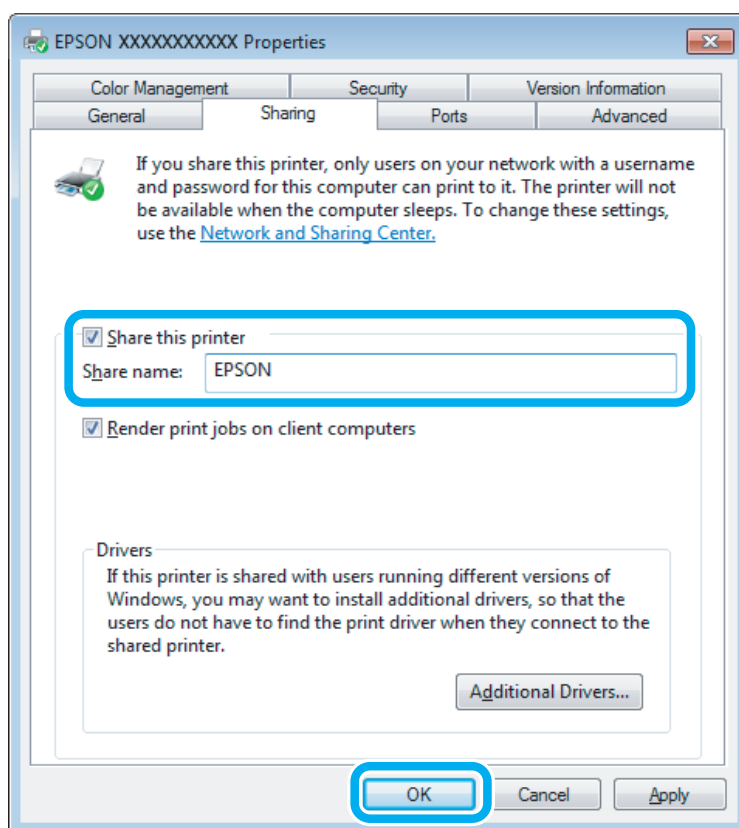 EPSON XXXXXXXXXXX Properties
Color Management Security Version Information
General Sharing Ports Advanced
If you share this printer, only users on your network with a username
and password for this computer can print to it. The printer will not
be available when the computer sleeps. To change these settings,
use the Network and Sharing Center.
Share this printer
Share name: EPSON
Render print jobs on client computers
Drivers
If this printer is shared with users running different versions of
Windows, you may want to install additional drivers, so that the
users do not have to find the print driver when they connect to the
shared printer.
Additional Drivers...
OK Cancel Apply